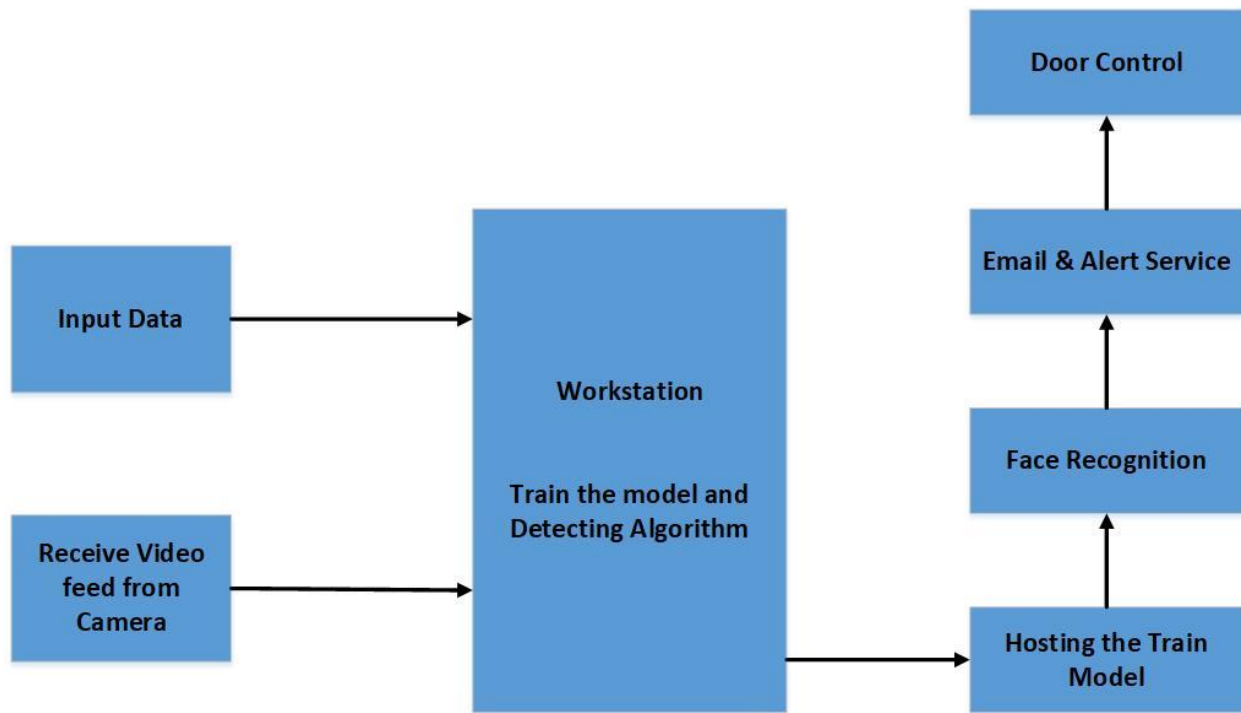 Door Control
Email & Alert Service
Input Data
Workstation
Train the model and
Detecting Algorithm
Face Recognition
Receive Video
feed from
Camera
Hosting the Train
Model